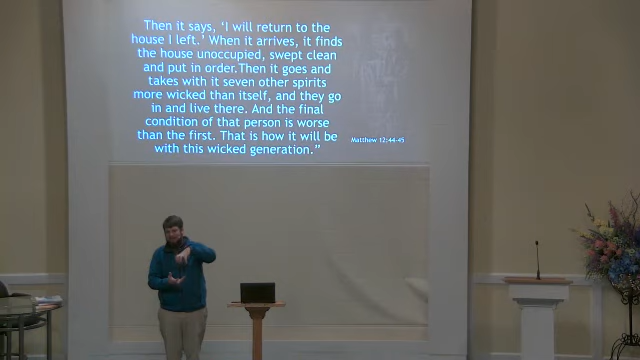 Then it says, ‘I will return to the
house I left.’ When it arrives, it finds
the house unoccupied, swept clean
and put in order.Then it goes and
takes with it seven other spirits
more wicked than itself, and they go
in and live there. And the final
condition of that person is worse
than the first. That is how it will be
with this wicked generation.”
Matthew 12:44-45